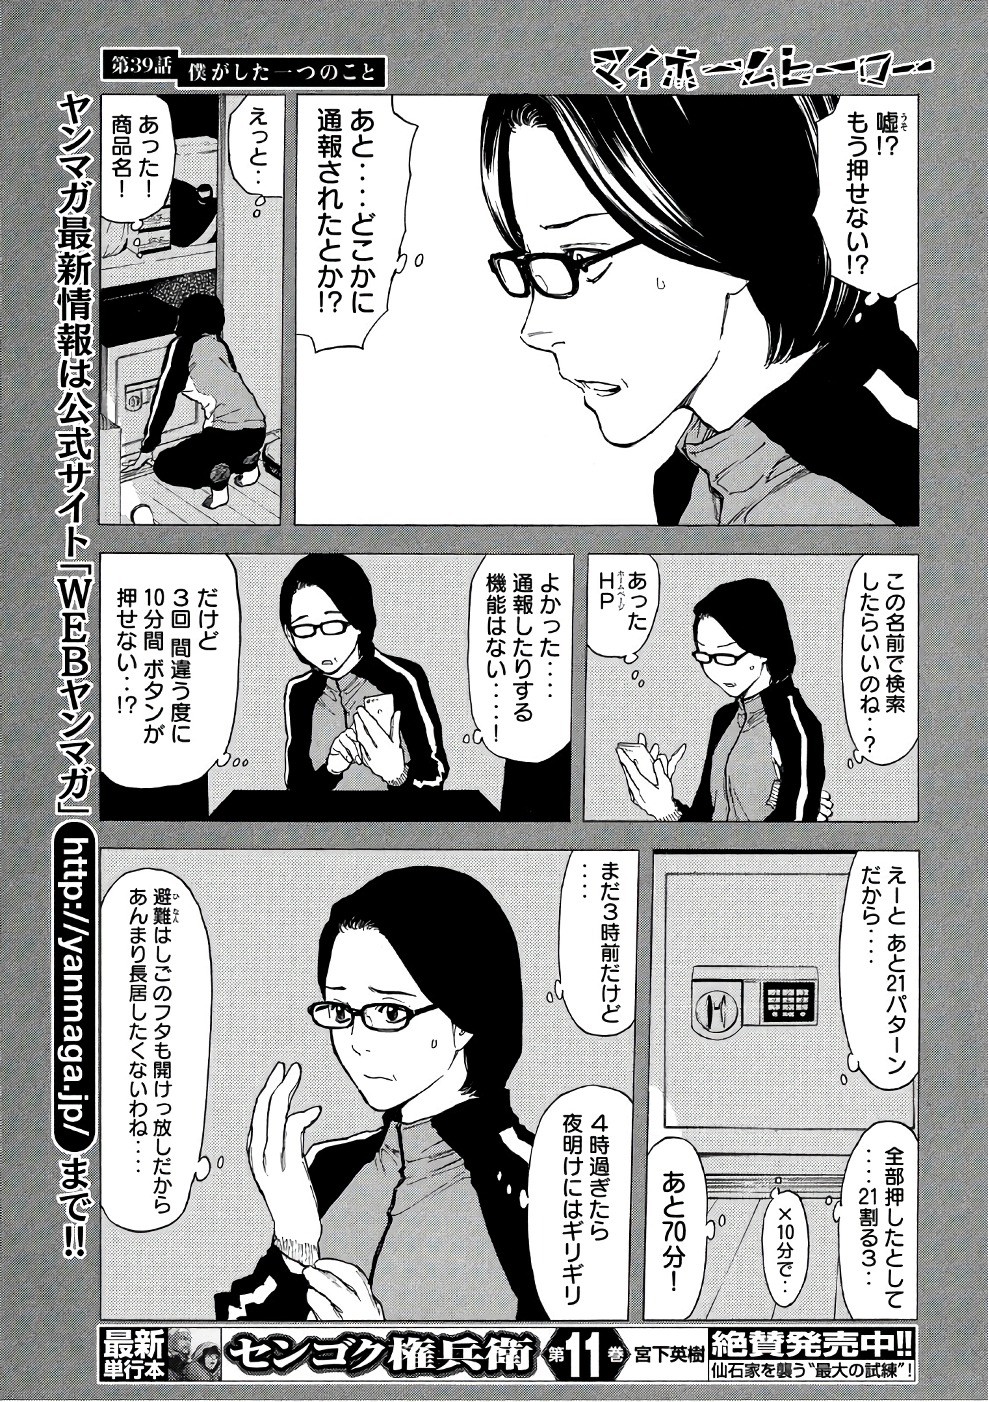 第39話
僕がした一つのこと
マイホームヒーロー
嘘!?
うそ
もう押せない!?
あと‥‥どこかに
通報されたとか!?
えっと‥
あった!
商品名!
この名前で検索
したらいいのね‥?
あった
HP
ホームページ
よかった‥‥
通報したりする
機能はない‥‥!
だけど
3回 間違う度に
10分間 ボタンが
押せない‥!?
えーと あと21パターン
だから‥‥
全部押したとして
‥‥21割る3‥
×10分で‥
あと70分!
まだ3時前だけど
‥‥
4時過ぎたら
夜明けにはギリギリ
避難はしごのフタも開けっ放しだから
ひなん
あんまり長居したくないわね‥‥
ヤンマガ最新情報は公式サイト「WEBヤンマガ」
http://yanmaga.jp/
まで!!
最新
単行本
センゴク権兵衛
第11巻
宮下英樹
絶賛発売中!!
仙石家を襲う“最大の試練”!